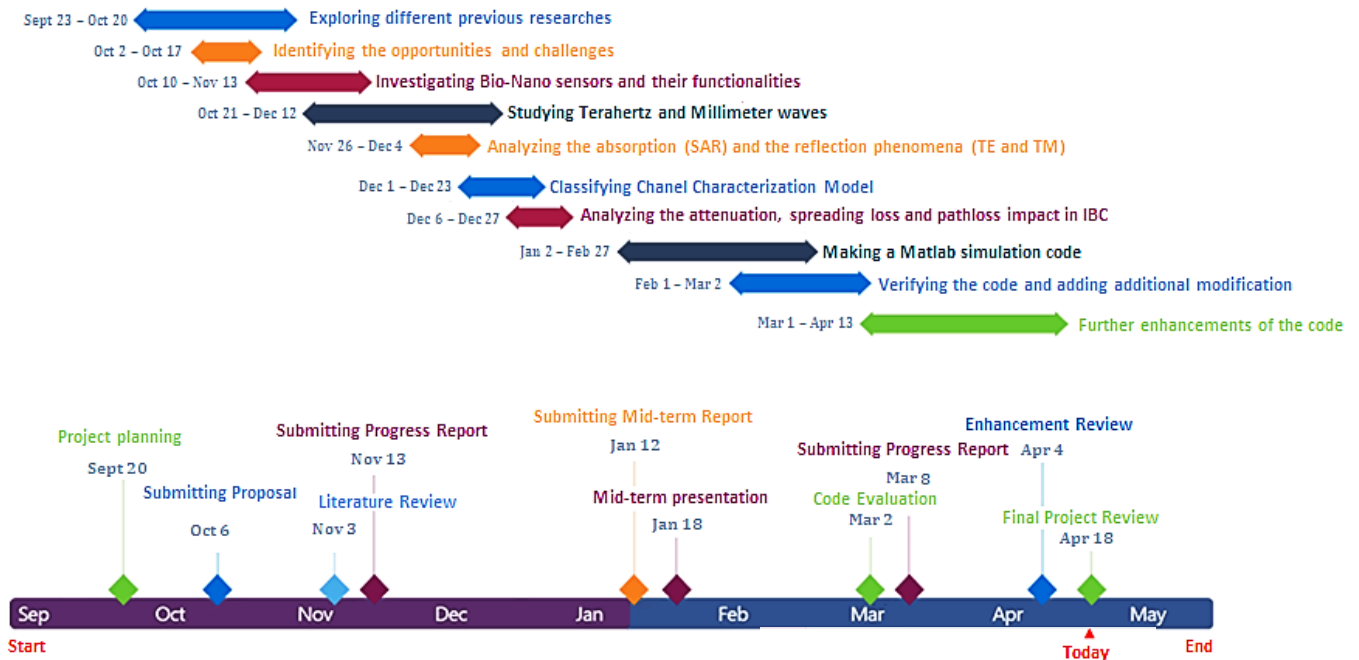 Sept 23 – Oct 20 Exploring different previous researches
Oct 2 – Oct 17 Identifying the opportunities and challenges
Oct 10 – Nov 13 Investigating Bio-Nano sensors and their functionalities
Oct 21 – Dec 12 Studying Terahertz and Millimeter waves
Nov 26 – Dec 4 Analyzing the absorption (SAR) and the reflection phenomena (TE and TM)
Dec 1 – Dec 23 Classifying Chanel Characterization Model
Dec 6 – Dec 27 Analyzing the attenuation, spreading loss and pathloss impact in IBC
Jan 2 – Feb 27 Making a Matlab simulation code
Feb 1 – Mar 2 Verifying the code and adding additional modification
Mar 1 – Apr 13 Further enhancements of the code
Project planning
Sept 20
Submitting Proposal
Oct 6
Submitting Progress Report
Nov 13
Literature Review
Nov 3
Submitting Mid-term Report
Jan 12
Mid-term presentation
Jan 18
Submitting Progress Report
Mar 8
Code Evaluation
Mar 2
Enhancement Review
Apr 4
Final Project Review
Apr 18
Sep Oct Nov Dec Jan Feb Mar Apr May
Start Today End